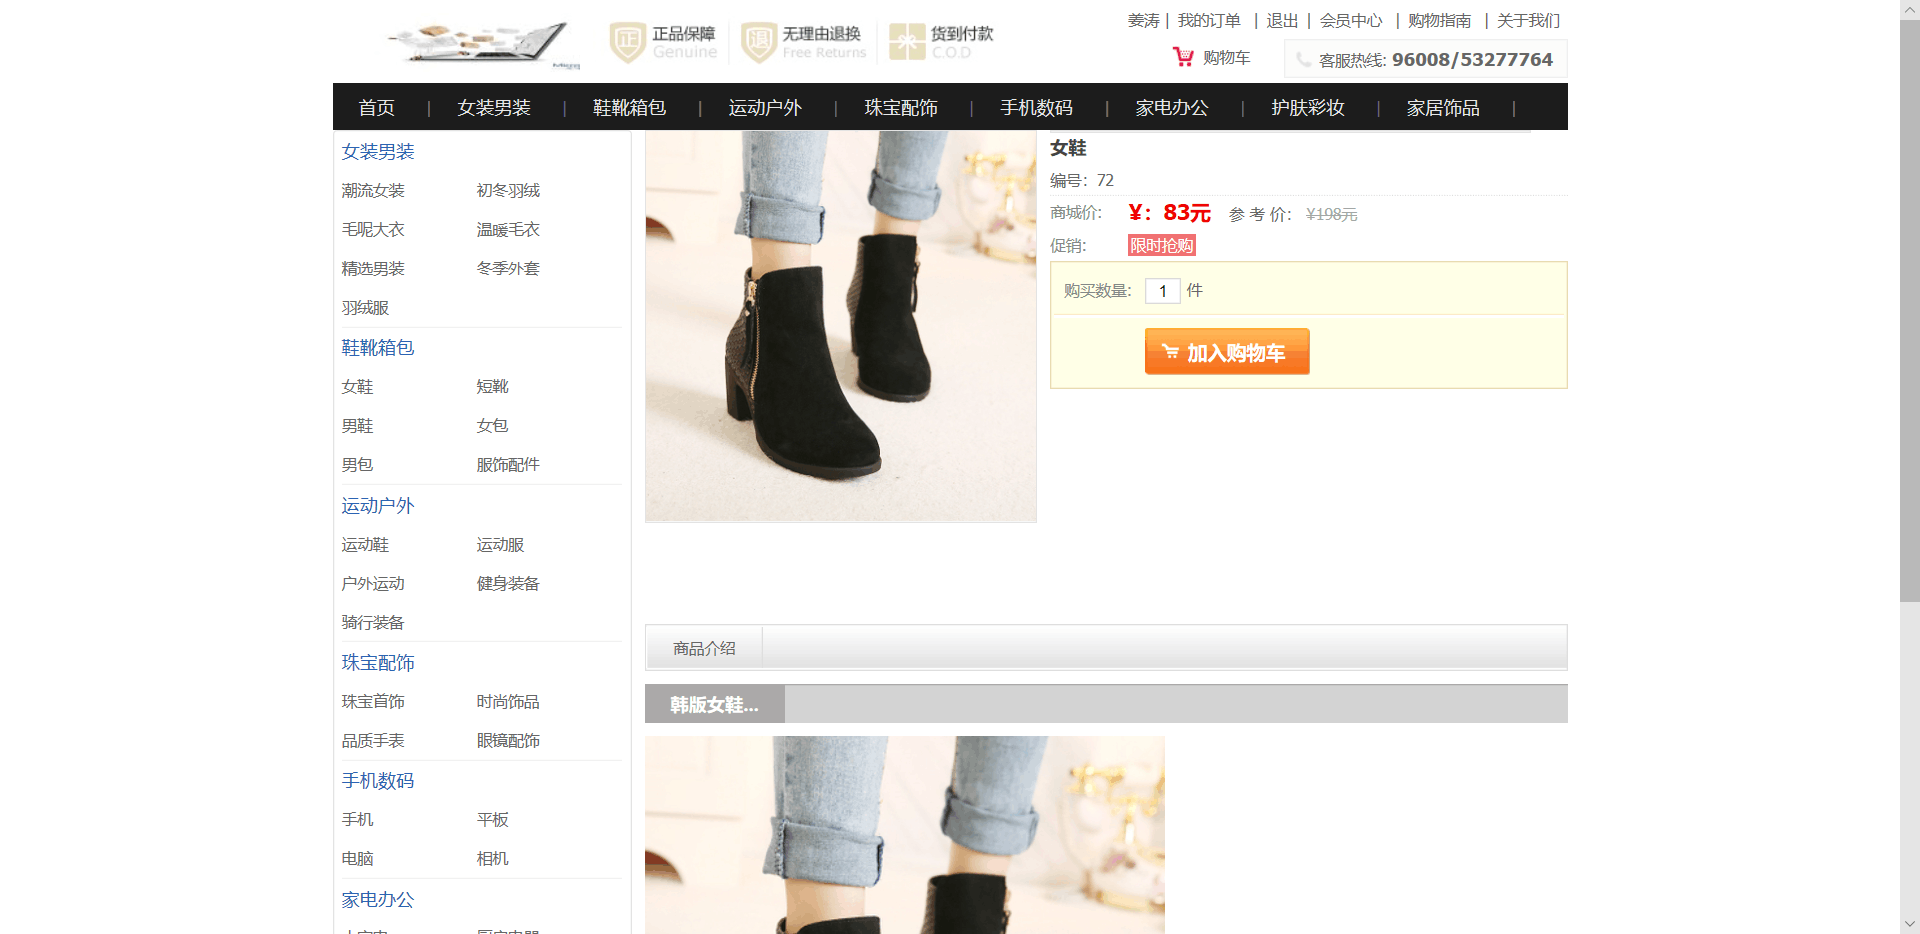 正品保障
Genuine
无理由退换
Free Returns
货到付款
C.O.D
姜涛 | 我的订单 | 退出 | 会员中心 | 购物指南 | 关于我们
购物车
客服热线: 96008/53277764
首页 | 女装男装 | 鞋靴箱包 | 运动户外 | 珠宝配饰 | 手机数码 | 家电办公 | 护肤彩妆 | 家居饰品 |
女装男装
潮流女装 初冬羽绒
毛呢大衣 温暖毛衣
精选男装 冬季外套
羽绒服
鞋靴箱包
女鞋 短靴
男鞋 女包
男包 服饰配件
运动户外
运动鞋 运动服
户外运动 健身装备
骑行装备
珠宝配饰
珠宝首饰 时尚饰品
品质手表 眼镜配饰
手机数码
手机 平板
电脑 相机
家电办公
女鞋
编号：72
商城价： ¥：83元 参 考 价： ¥198元
促销： 限时抢购
购买数量： 1 件
加入购物车
商品介绍
韩版女鞋...